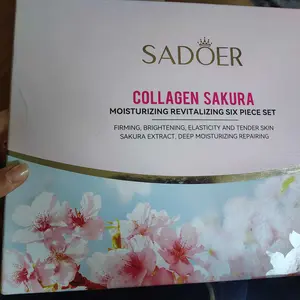 SADOER
COLLAGEN SAKURA
MOISTURIZING REVITALIZING SIX PIECE SET
FIRMING, BRIGHTENING, ELASTICITY AND TENDER SKIN
SAKURA EXTRACT, DEEP MOISTURIZING REPAIRING